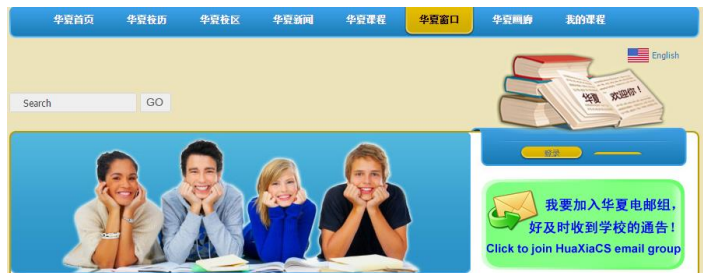 华夏首页 华夏校历 华夏校区 华夏新闻 华夏课程 华夏窗口 华夏画廊 我的课程
English
华夏 欢迎你！
Search GO
登录
我要加入华夏电邮组，
好及时收到学校的通告！
Click to join HuaXiaCS email group